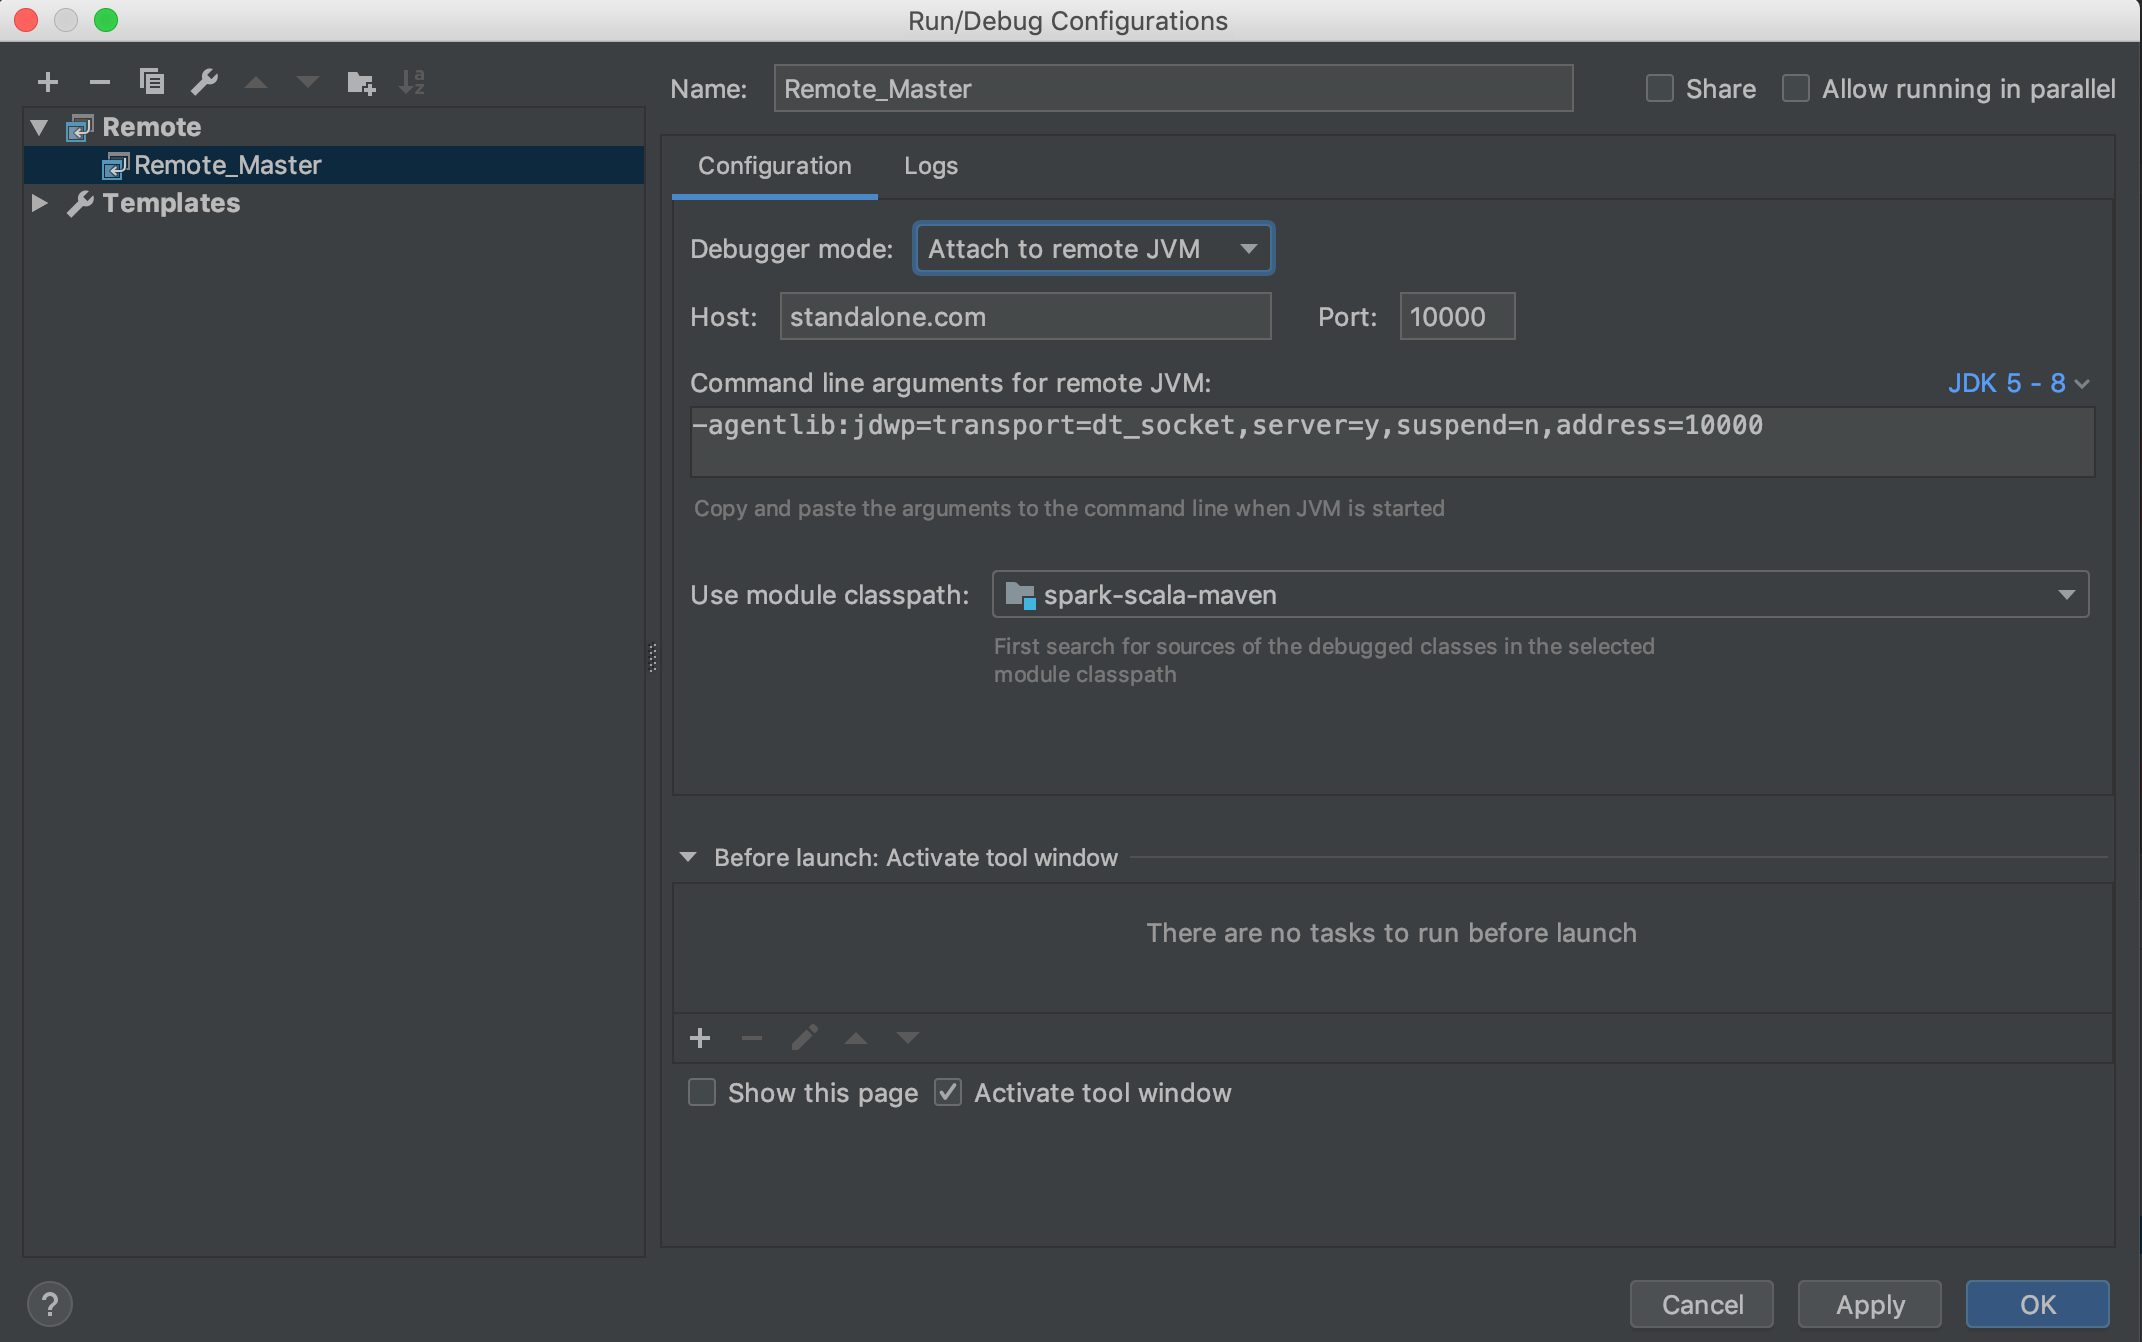 Run/Debug Configurations
Name: Remote_Master Share Allow running in parallel
Remote
Remote_Master
Templates
Configuration Logs
Debugger mode: Attach to remote JVM
Host: standalone.com Port: 10000
Command line arguments for remote JVM: JDK 5 - 8
-agentlib:jdwp=transport=dt_socket,server=y,suspend=n,address=10000
Copy and paste the arguments to the command line when JVM is started
Use module classpath: spark-scala-maven
First search for sources of the debugged classes in the selected
module classpath
Before launch: Activate tool window
There are no tasks to run before launch
Show this page Activate tool window
? Cancel Apply OK